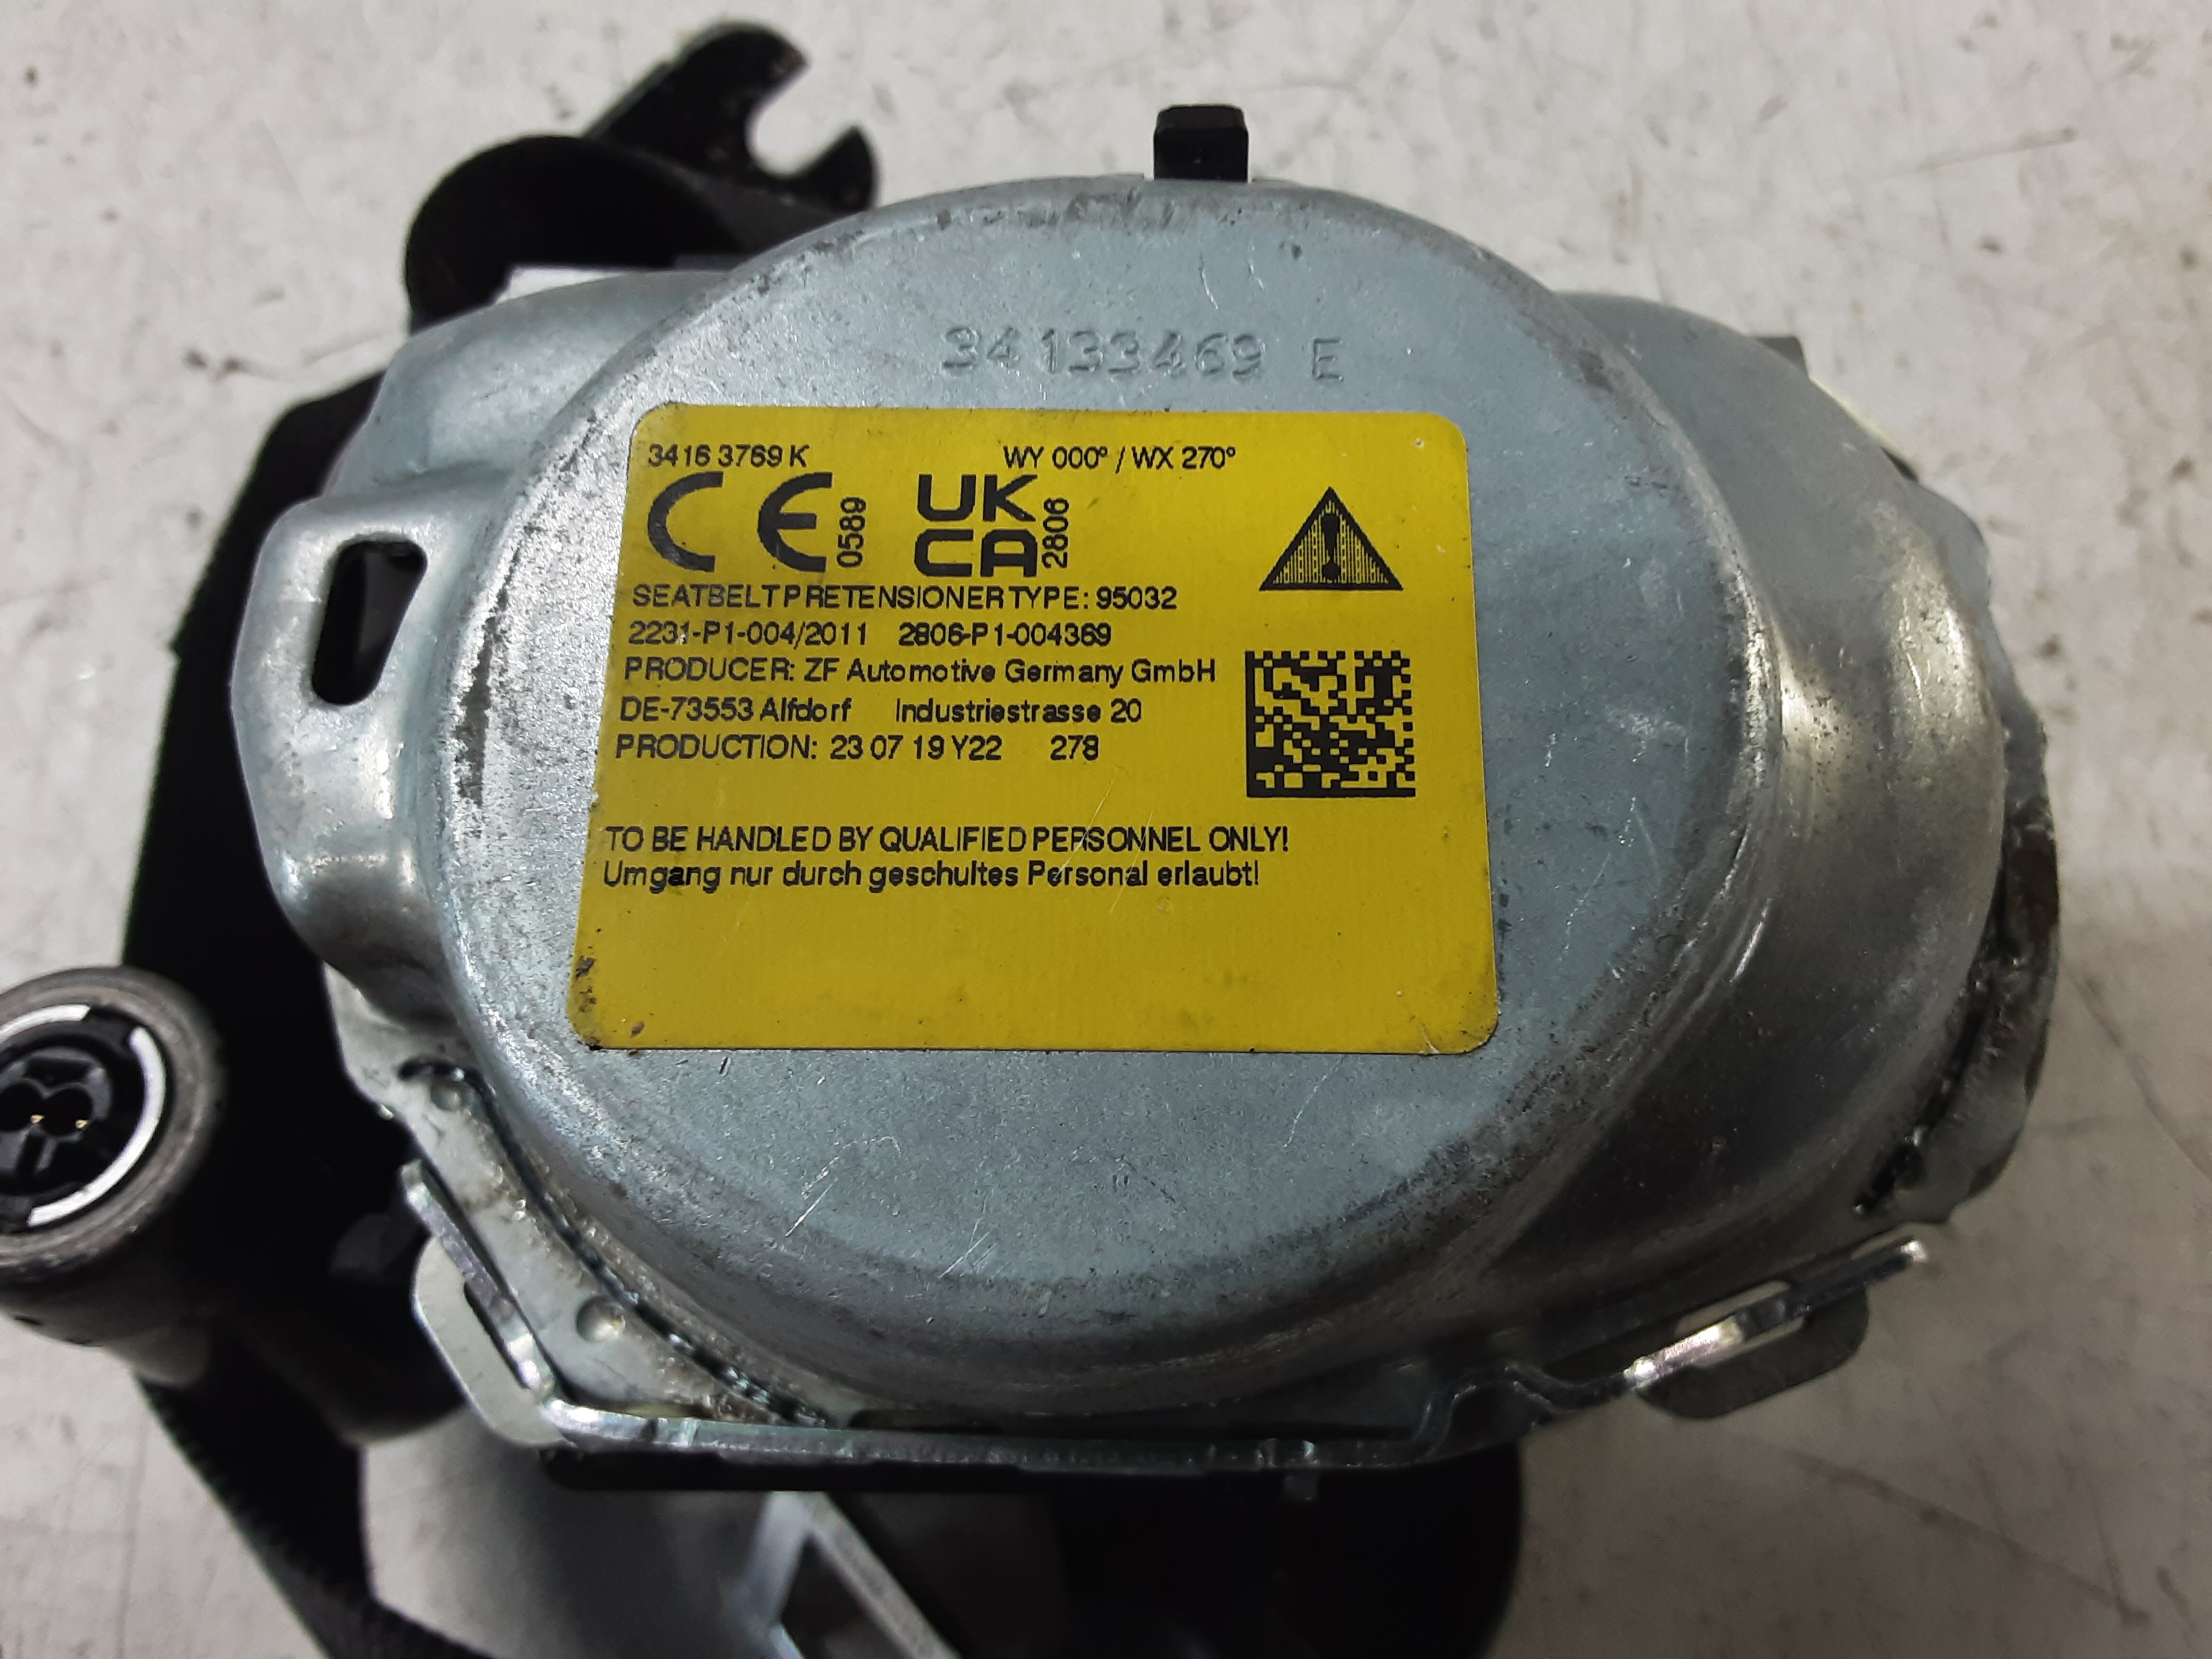 34133469 E
3416 3769 K WY 000° / WX 270°
CE 0589 UK CA 2806
SEATBELT PRETENSIONER TYPE: 95032
2231-P1-004/2011 2806-P1-004369
PRODUCER: ZF Automotive Germany GmbH
DE-73553 Alfdorf Industriestrasse 20
PRODUCTION: 23 07 19 Y22 278
TO BE HANDLED BY QUALIFIED PERSONNEL ONLY!
Umgang nur durch geschultes Personal erlaubt!